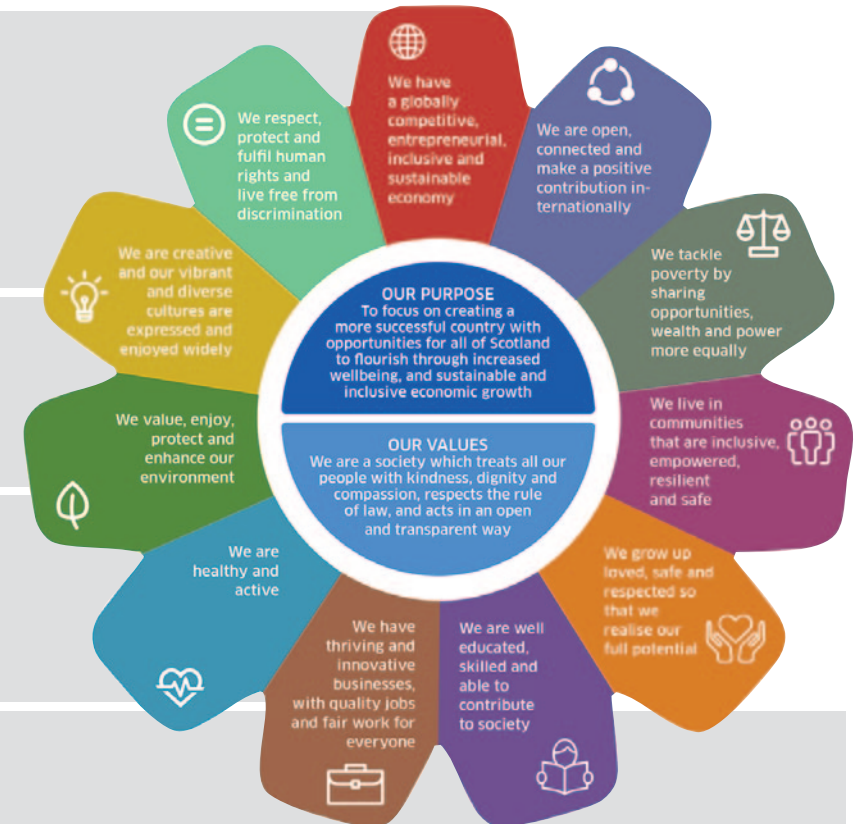 We have
a globally
competitive,
entrepreneurial,
inclusive and
sustainable
economy
We are open,
connected and
make a positive
contribution in-
ternationally
We tackle
poverty by
sharing
opportunities,
wealth and power
more equally
We live in
communities
that are inclusive,
empowered,
resilient
and safe
We grow up
loved, safe and
respected so
that we
realise our
full potential
We are well
educated,
skilled and
able to
contribute
to society
We have
thriving and
innovative
businesses,
with quality jobs
and fair work for
everyone
We are
healthy and
active
We value, enjoy,
protect and
enhance our
environment
We are creative
and our vibrant
and diverse
cultures are
expressed and
enjoyed widely
We respect,
protect and
fulfil human
rights and
live free from
discrimination
OUR PURPOSE
To focus on creating a
more successful country with
opportunities for all of Scotland
to flourish through increased
wellbeing, and sustainable and
inclusive economic growth
OUR VALUES
We are a society which treats all our
people with kindness, dignity and
compassion, respects the rule
of law, and acts in an open
and transparent way